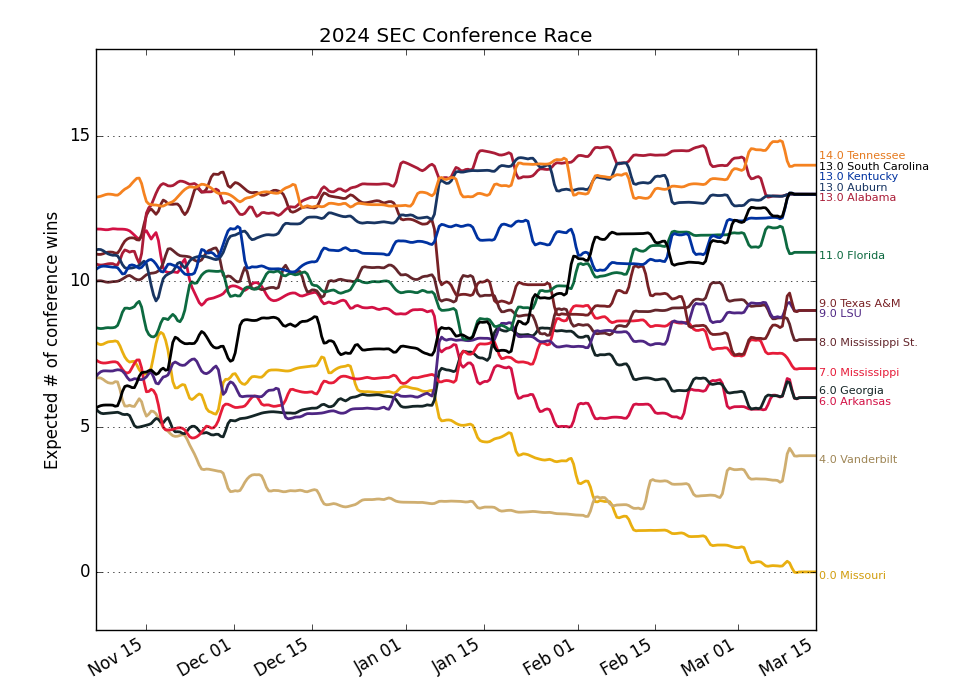 2024 SEC Conference Race
Expected # of conference wins
15
10
5
0
14.0 Tennessee
13.0 South Carolina
13.0 Kentucky
13.0 Auburn
13.0 Alabama
11.0 Florida
9.0 Texas A&M
9.0 LSU
8.0 Mississippi St.
7.0 Mississippi
6.0 Georgia
6.0 Arkansas
4.0 Vanderbilt
0.0 Missouri
Nov 15
Dec 01
Dec 15
Jan 01
Jan 15
Feb 01
Feb 15
Mar 01
Mar 15